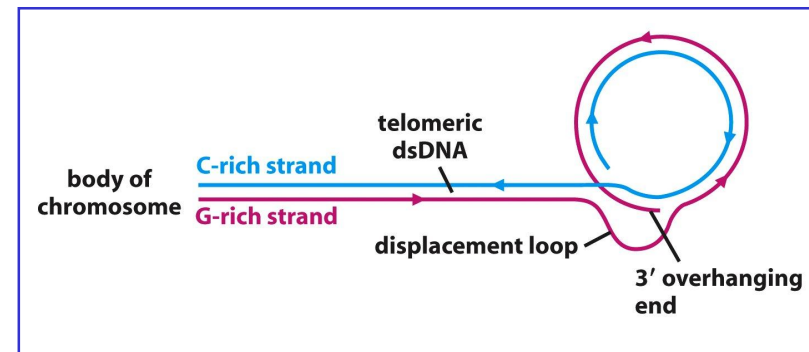 telomeric
dsDNA
C-rich strand
body of
chromosome
G-rich strand
displacement loop
3′ overhanging
end